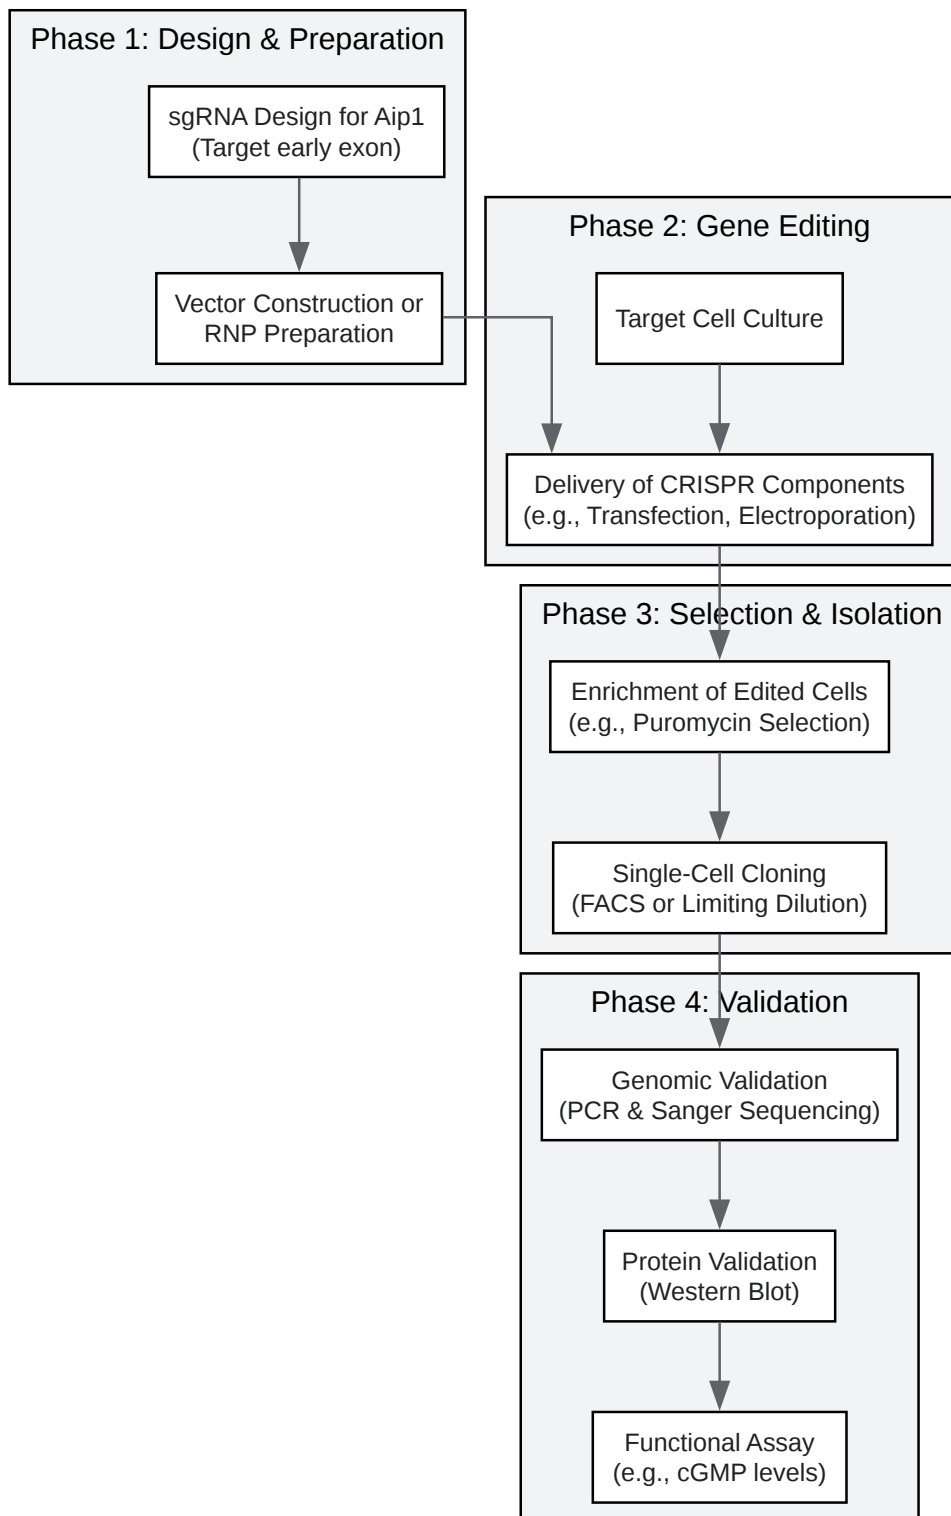 Phase 1: Design & Preparation
sgRNA Design for Aip1
(Target early exon)
Vector Construction or
RNP Preparation
Phase 2: Gene Editing
Target Cell Culture
Delivery of CRISPR Components
(e.g., Transfection, Electroporation)
Phase 3: Selection & Isolation
Enrichment of Edited Cells
(e.g., Puromycin Selection)
Single-Cell Cloning
(FACS or Limiting Dilution)
Phase 4: Validation
Genomic Validation
(PCR & Sanger Sequencing)
Protein Validation
(Western Blot)
Functional Assay
(e.g., cGMP levels)